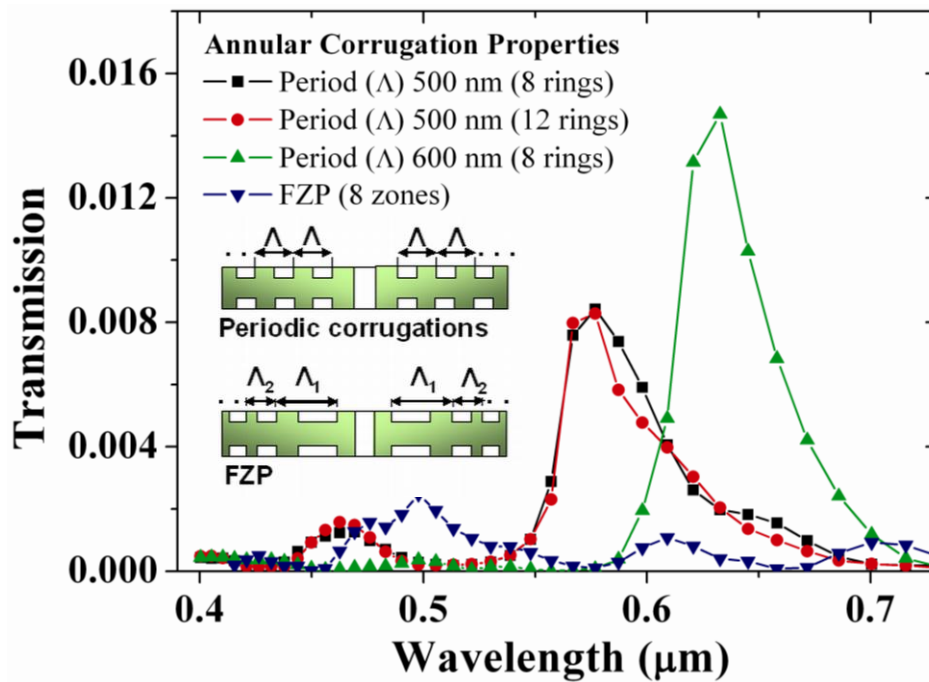 0.016
0.012
0.008
0.004
0.000
Transmission
Annular Corrugation Properties
Period (Λ) 500 nm (8 rings)
Period (Λ) 500 nm (12 rings)
Period (Λ) 600 nm (8 rings)
FZP (8 zones)
Λ Λ Λ Λ
Periodic corrugations
Λ₂ Λ₁ Λ₁ Λ₂
FZP
0.4 0.5 0.6 0.7
Wavelength (μm)